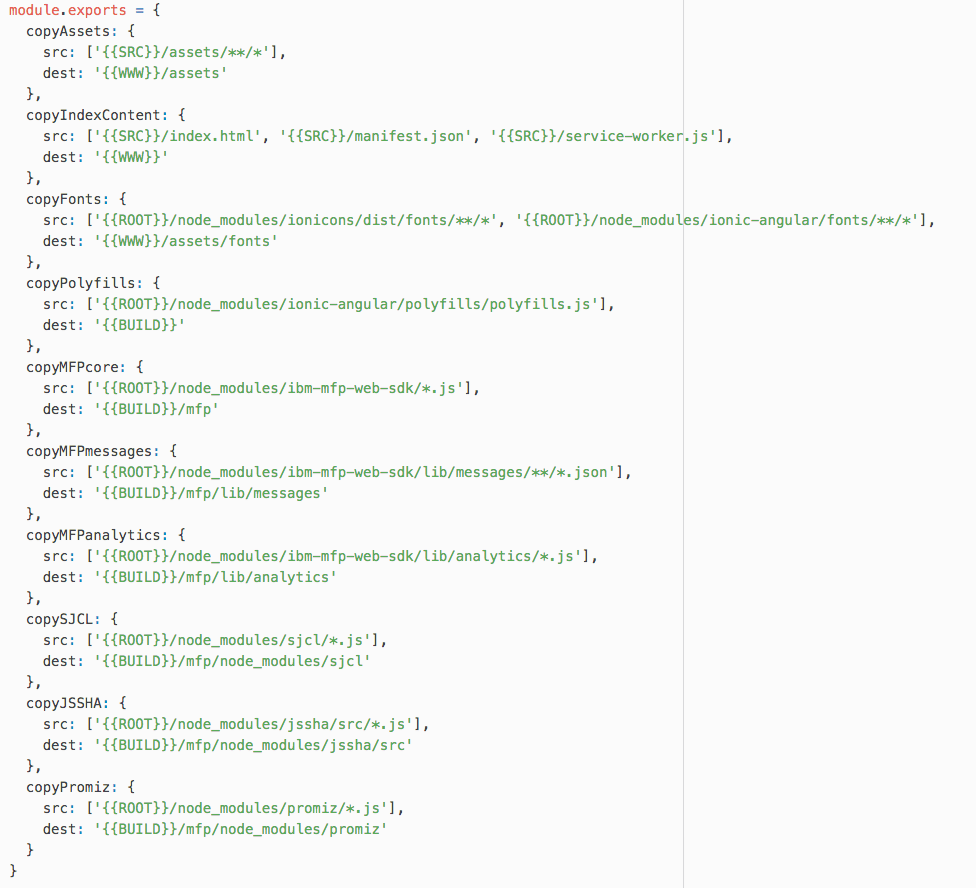 module.exports = {
  copyAssets: {
    src: ['{{SRC}}/assets/**/*'],
    dest: '{{WWW}}/assets'
  },
  copyIndexContent: {
    src: ['{{SRC}}/index.html', '{{SRC}}/manifest.json', '{{SRC}}/service-worker.js'],
    dest: '{{WWW}}'
  },
  copyFonts: {
    src: ['{{ROOT}}/node_modules/ionicons/dist/fonts/**/*', '{{ROOT}}/node_modules/ionic-angular/fonts/**/*'],
    dest: '{{WWW}}/assets/fonts'
  },
  copyPolyfills: {
    src: ['{{ROOT}}/node_modules/ionic-angular/polyfills/polyfills.js'],
    dest: '{{BUILD}}'
  },
  copyMFPcore: {
    src: ['{{ROOT}}/node_modules/ibm-mfp-web-sdk/*.js'],
    dest: '{{BUILD}}/mfp'
  },
  copyMFPmessages: {
    src: ['{{ROOT}}/node_modules/ibm-mfp-web-sdk/lib/messages/**/*.json'],
    dest: '{{BUILD}}/mfp/lib/messages'
  },
  copyMFPanalytics: {
    src: ['{{ROOT}}/node_modules/ibm-mfp-web-sdk/lib/analytics/*.js'],
    dest: '{{BUILD}}/mfp/lib/analytics'
  },
  copySJCL: {
    src: ['{{ROOT}}/node_modules/sjcl/*.js'],
    dest: '{{BUILD}}/mfp/node_modules/sjcl'
  },
  copyJSSHA: {
    src: ['{{ROOT}}/node_modules/jssha/src/*.js'],
    dest: '{{BUILD}}/mfp/node_modules/jssha/src'
  },
  copyPromiz: {
    src: ['{{ROOT}}/node_modules/promiz/*.js'],
    dest: '{{BUILD}}/mfp/node_modules/promiz'
  }
}